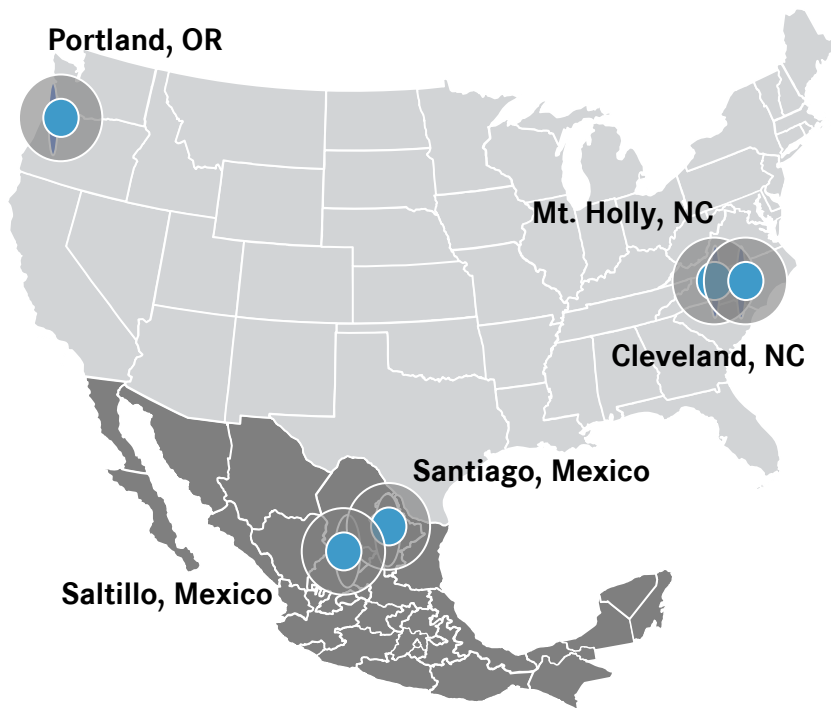 Portland, OR
Mt. Holly, NC
Cleveland, NC
Santiago, Mexico
Saltillo, Mexico